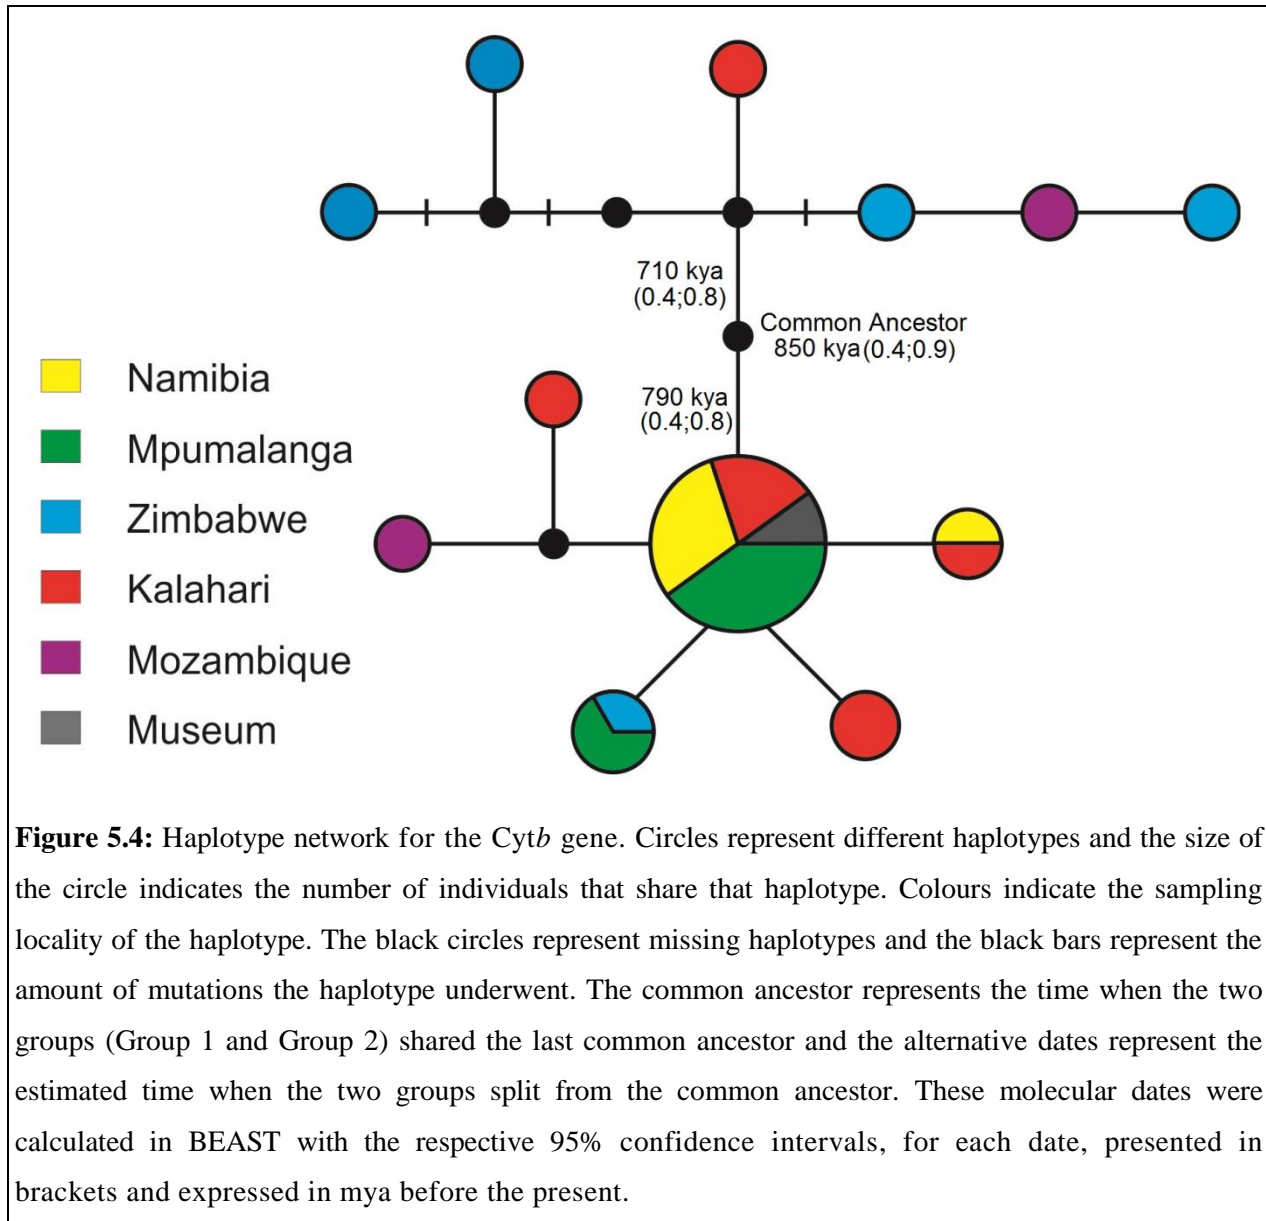 710 kya
(0.4;0.8)
Common Ancestor
850 kya(0.4;0.9)
790 kya
(0.4;0.8)
Namibia
Mpumalanga
Zimbabwe
Kalahari
Mozambique
Museum
Figure 5.4: Haplotype network for the Cytb gene. Circles represent different haplotypes and the size of
the circle indicates the number of individuals that share that haplotype. Colours indicate the sampling
locality of the haplotype. The black circles represent missing haplotypes and the black bars represent the
amount of mutations the haplotype underwent. The common ancestor represents the time when the two
groups (Group 1 and Group 2) shared the last common ancestor and the alternative dates represent the
estimated time when the two groups split from the common ancestor. These molecular dates were
calculated in BEAST with the respective 95% confidence intervals, for each date, presented in
brackets and expressed in mya before the present.